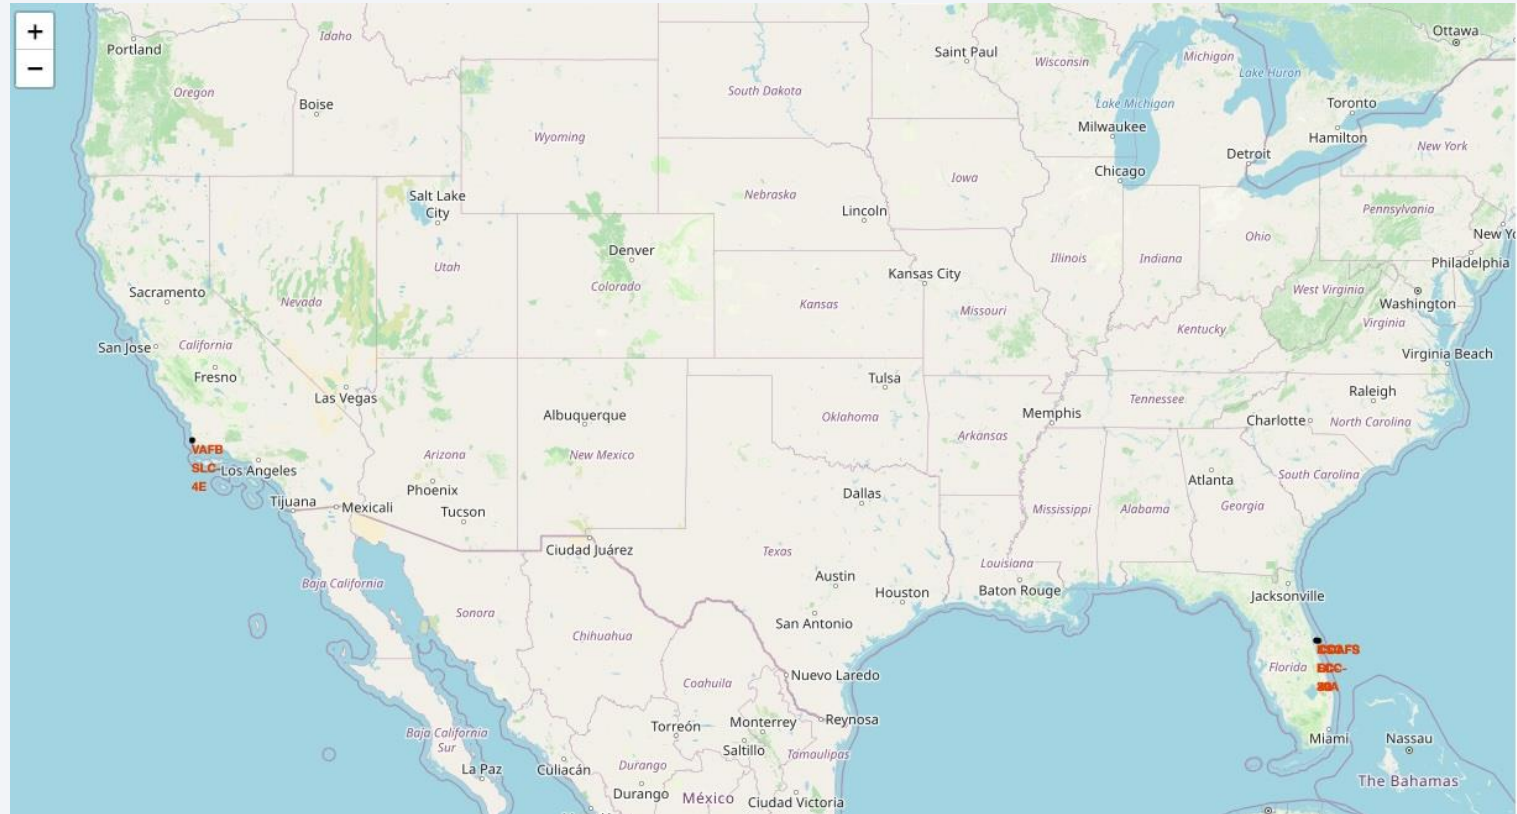 +
−
Portland
Idaho
Oregon
Boise
Wyoming
South Dakota
Saint Paul
Wisconsin
Michigan
Lake Huron
Ottawa
Lake Michigan
Milwaukee
Toronto
Hamilton
Detroit
New York
Chicago
Salt Lake
City
Nebraska
Iowa
Lincoln
Pennsylvania
New Yo
Denver
Utah
Colorado
Ohio
Illinois
Indiana
Philadelphia
Kansas City
Sacramento
Nevada
Kansas
Missouri
West Virginia
Washington
Virginia
Kentucky
San Jose
California
Fresno
Virginia Beach
Las Vegas
Tulsa
Raleigh
Tennessee
Albuquerque
Oklahoma
Memphis
Charlotte
North Carolina
Arkansas
VAFB
SLC-
4E
Los Angeles
Arizona
New Mexico
Phoenix
Tucson
Dallas
Atlanta
South Carolina
Tijuana
Mexicali
Mississippi
Alabama
Georgia
Ciudad Juárez
Texas
Louisiana
Baja California
Austin
Houston
Baton Rouge
Jacksonville
Sonora
San Antonio
Chihuahua
Florida
Coahuila
Nuevo Laredo
Torreón
Monterrey
Reynosa
Saltillo
Tamaulipas
Baja California
Sur
La Paz
Culiacán
Durango
Durango
México
Ciudad Victoria
Miami
Nassau
The Bahamas